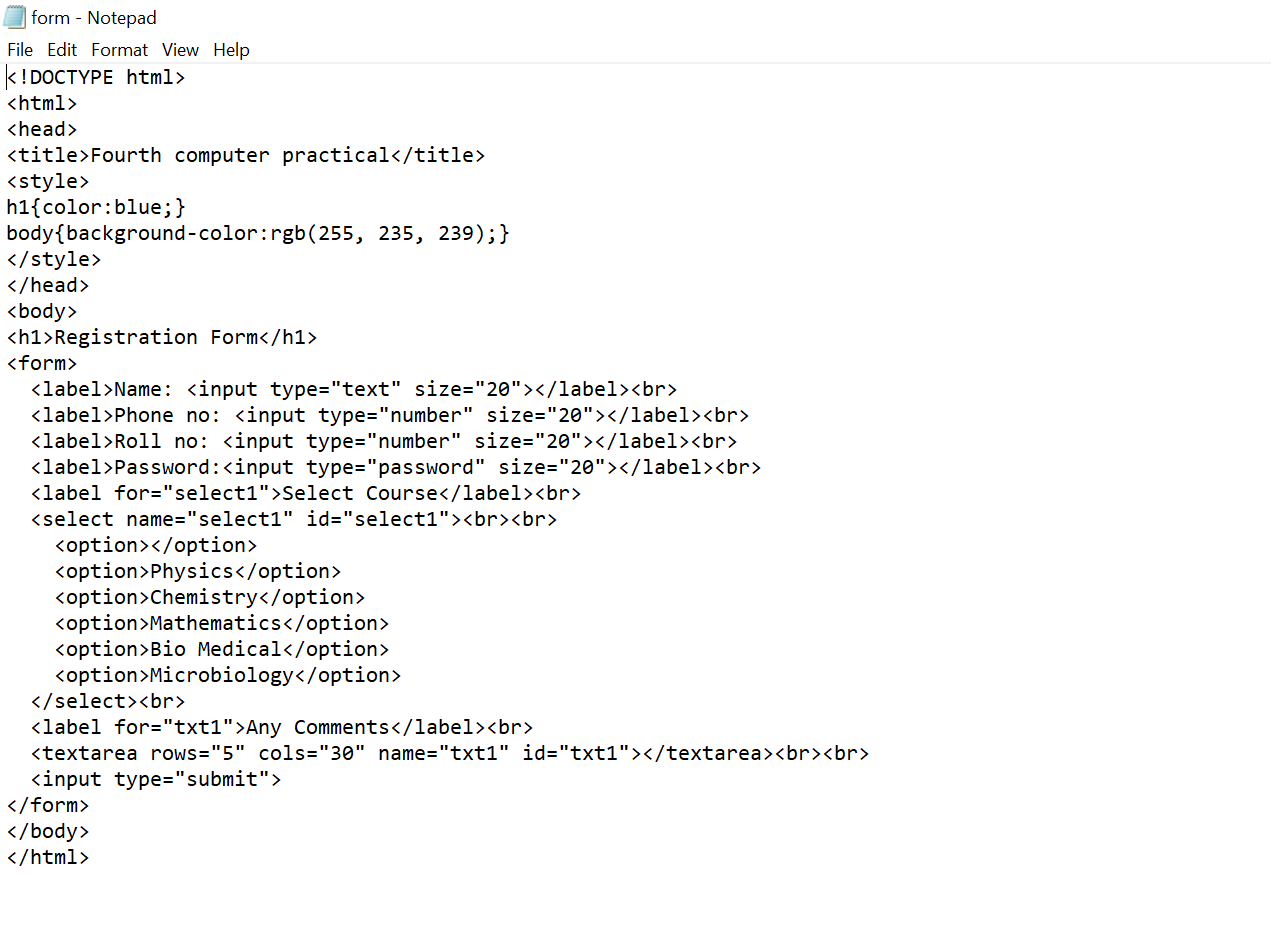 form - Notepad
File Edit Format View Help
<!DOCTYPE html>
<html>
<head>
<title>Fourth computer practical</title>
<style>
h1{color:blue;}
body{background-color:rgb(255, 235, 239);}
</style>
</head>
<body>
<h1>Registration Form</h1>
<form>
  <label>Name: <input type="text" size="20"></label><br>
  <label>Phone no: <input type="number" size="20"></label><br>
  <label>Roll no: <input type="number" size="20"></label><br>
  <label>Password:<input type="password" size="20"></label><br>
  <label for="select1">Select Course</label><br>
  <select name="select1" id="select1"><br><br>
    <option></option>
    <option>Physics</option>
    <option>Chemistry</option>
    <option>Mathematics</option>
    <option>Bio Medical</option>
    <option>Microbiology</option>
  </select><br>
  <label for="txt1">Any Comments</label><br>
  <textarea rows="5" cols="30" name="txt1" id="txt1"></textarea><br><br>
  <input type="submit">
</form>
</body>
</html>